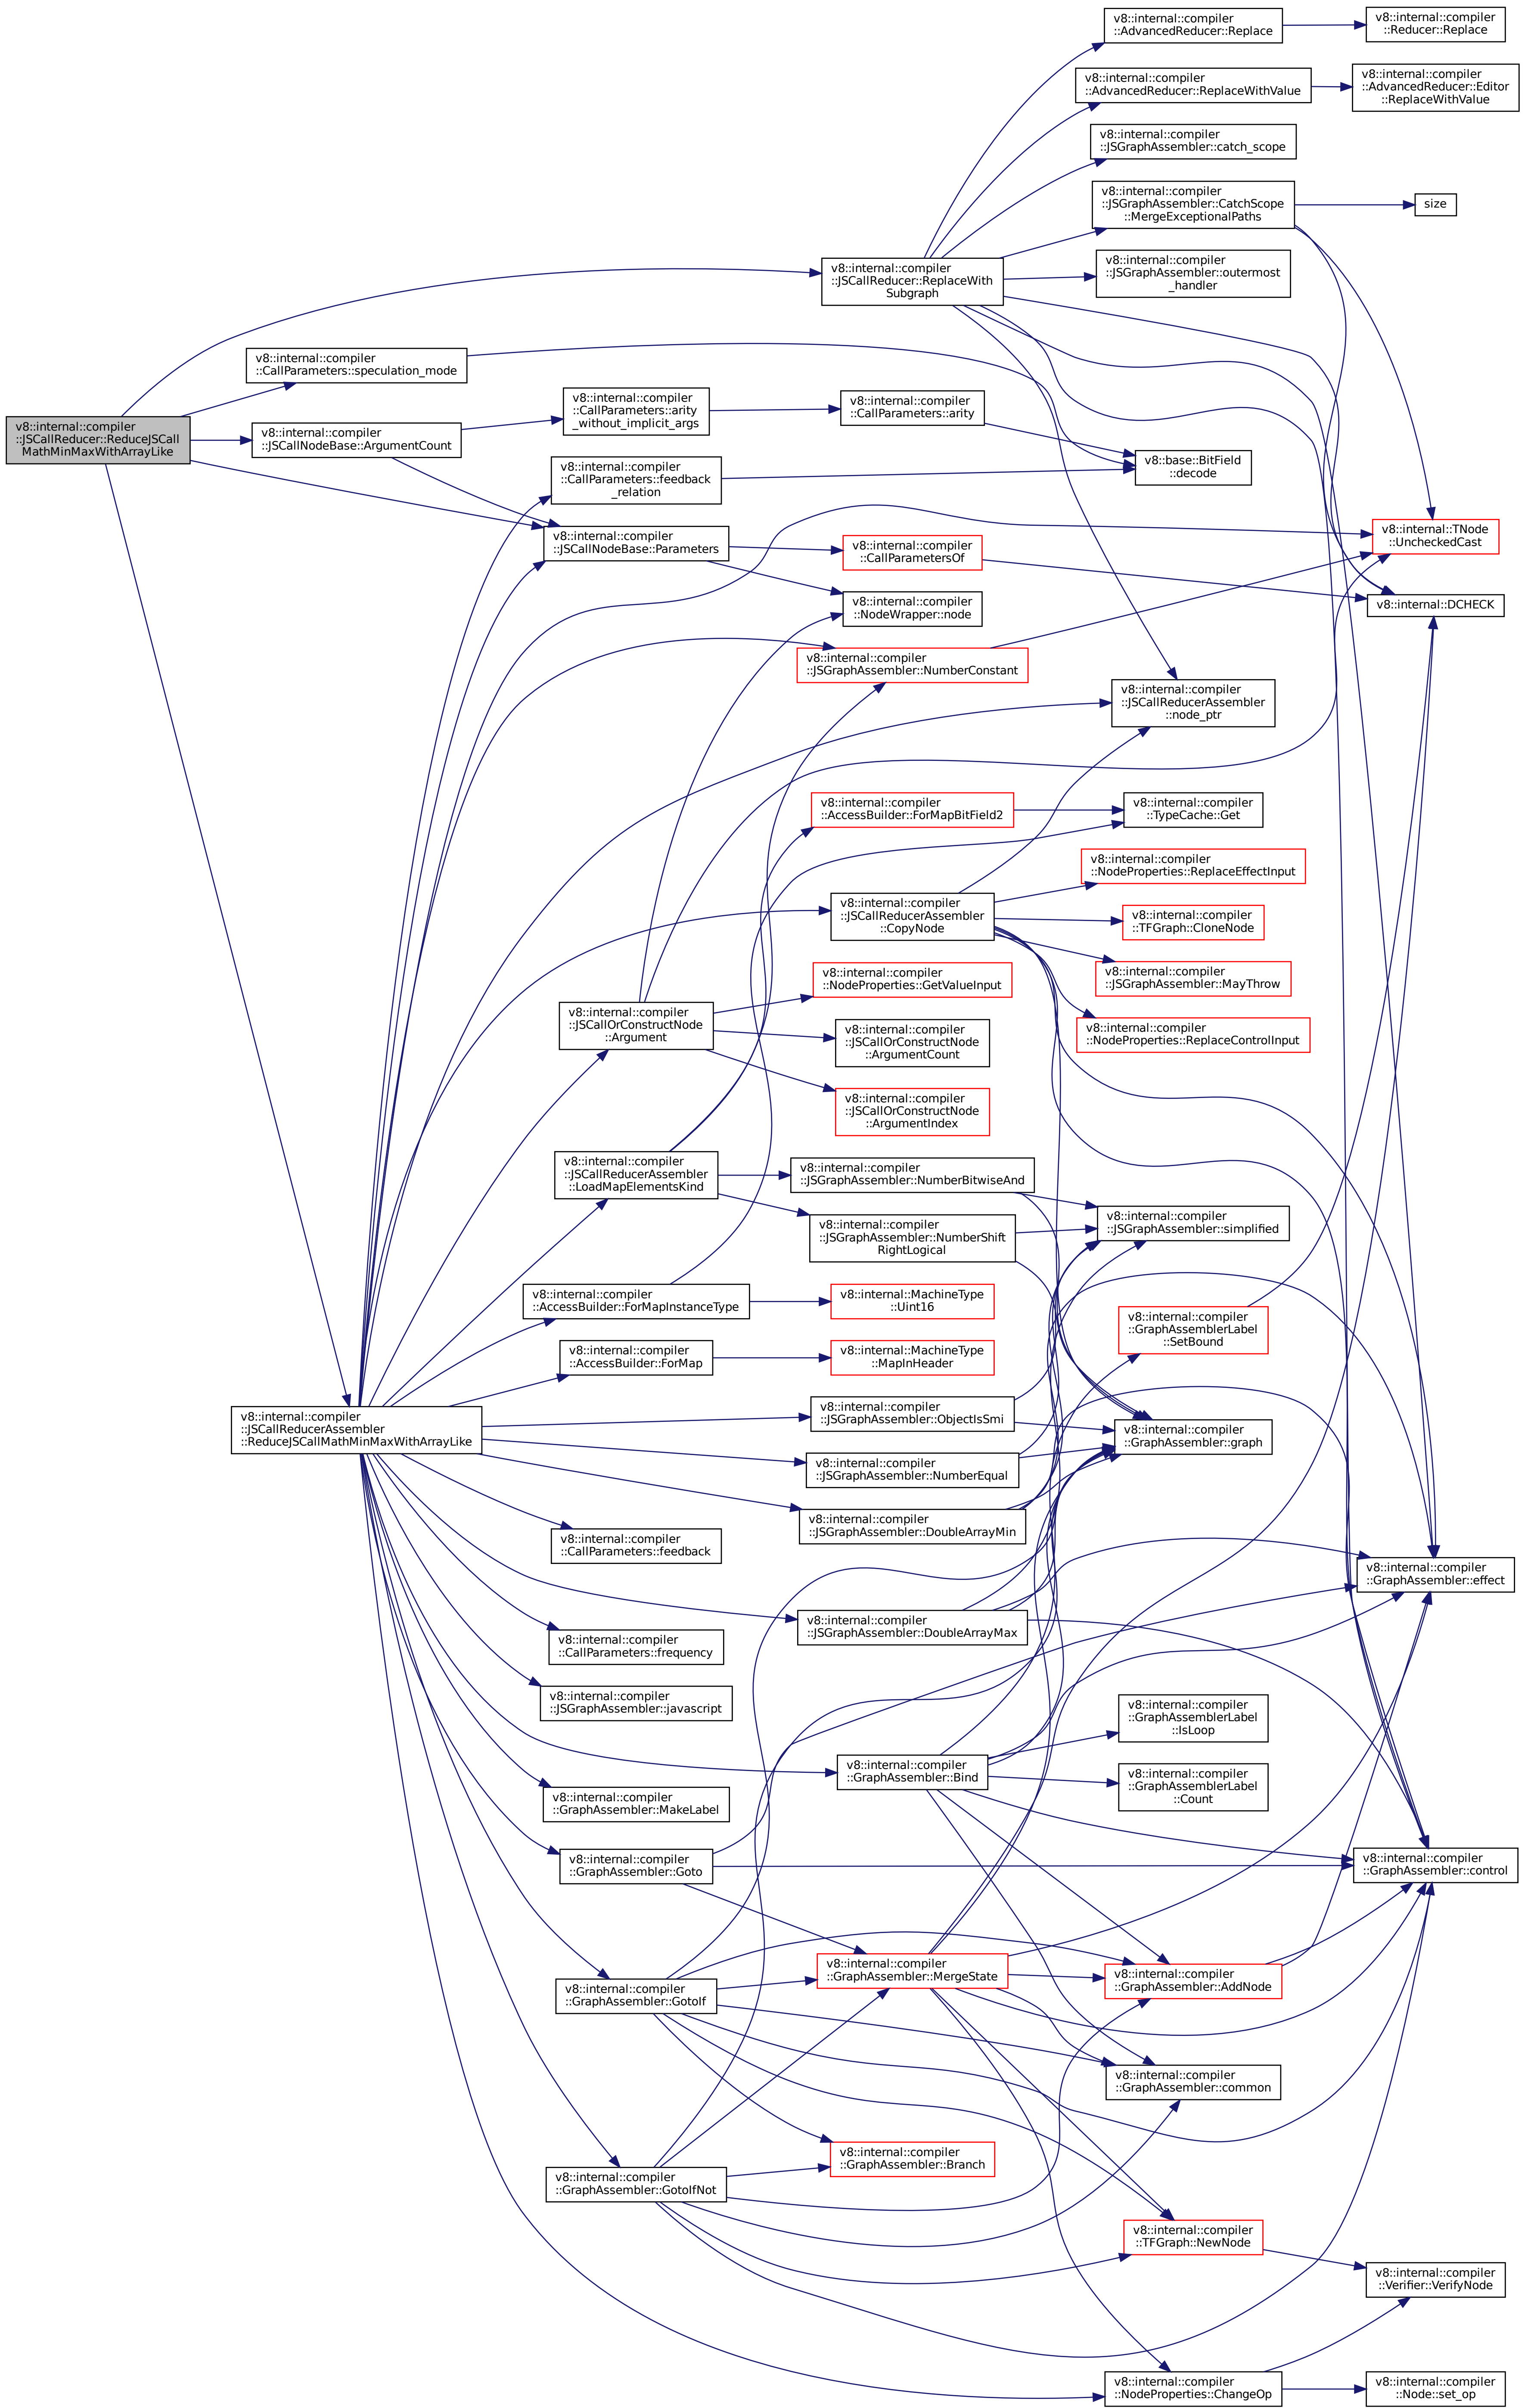 v8::internal::compiler
::AdvancedReducer::Replace
v8::internal::compiler
::Reducer::Replace
v8::internal::compiler
::AdvancedReducer::ReplaceWithValue
v8::internal::compiler
::AdvancedReducer::Editor
::ReplaceWithValue
v8::internal::compiler
::JSGraphAssembler::catch_scope
v8::internal::compiler
::JSGraphAssembler::CatchScope
::MergeExceptionalPaths
size
v8::internal::compiler
::JSCallReducer::ReplaceWith
Subgraph
v8::internal::compiler
::JSGraphAssembler::outermost
_handler
v8::internal::compiler
::CallParameters::speculation_mode
v8::internal::compiler
::CallParameters::arity
_without_implicit_args
v8::internal::compiler
::CallParameters::arity
v8::internal::compiler
::JSCallReducer::ReduceJSCall
MathMinMaxWithArrayLike
v8::internal::compiler
::JSCallNodeBase::ArgumentCount
v8::base::BitField
::decode
v8::internal::compiler
::CallParameters::feedback
_relation
v8::internal::compiler
::JSCallNodeBase::Parameters
v8::internal::compiler
::CallParametersOf
v8::internal::TNode
::UncheckedCast
v8::internal::compiler
::NodeWrapper::node
v8::internal::DCHECK
v8::internal::compiler
::JSGraphAssembler::NumberConstant
v8::internal::compiler
::JSCallReducerAssembler
::node_ptr
v8::internal::compiler
::AccessBuilder::ForMapBitField2
v8::internal::compiler
::TypeCache::Get
v8::internal::compiler
::NodeProperties::ReplaceEffectInput
v8::internal::compiler
::JSCallReducerAssembler
::CopyNode
v8::internal::compiler
::TFGraph::CloneNode
v8::internal::compiler
::NodeProperties::GetValueInput
v8::internal::compiler
::JSGraphAssembler::MayThrow
v8::internal::compiler
::JSCallOrConstructNode
::Argument
v8::internal::compiler
::JSCallOrConstructNode
::ArgumentCount
v8::internal::compiler
::NodeProperties::ReplaceControlInput
v8::internal::compiler
::JSCallOrConstructNode
::ArgumentIndex
v8::internal::compiler
::JSCallReducerAssembler
::LoadMapElementsKind
v8::internal::compiler
::JSGraphAssembler::NumberBitwiseAnd
v8::internal::compiler
::JSGraphAssembler::NumberShift
RightLogical
v8::internal::compiler
::JSGraphAssembler::simplified
v8::internal::compiler
::AccessBuilder::ForMapInstanceType
v8::internal::MachineType
::Uint16
v8::internal::compiler
::GraphAssemblerLabel
::SetBound
v8::internal::compiler
::AccessBuilder::ForMap
v8::internal::MachineType
::MapInHeader
v8::internal::compiler
::JSCallReducerAssembler
::ReduceJSCallMathMinMaxWithArrayLike
v8::internal::compiler
::JSGraphAssembler::ObjectIsSmi
v8::internal::compiler
::GraphAssembler::graph
v8::internal::compiler
::JSGraphAssembler::NumberEqual
v8::internal::compiler
::JSGraphAssembler::DoubleArrayMin
v8::internal::compiler
::CallParameters::feedback
v8::internal::compiler
::GraphAssembler::effect
v8::internal::compiler
::JSGraphAssembler::DoubleArrayMax
v8::internal::compiler
::CallParameters::frequency
v8::internal::compiler
::JSGraphAssembler::javascript
v8::internal::compiler
::GraphAssemblerLabel
::IsLoop
v8::internal::compiler
::GraphAssembler::Bind
v8::internal::compiler
::GraphAssemblerLabel
::Count
v8::internal::compiler
::GraphAssembler::MakeLabel
v8::internal::compiler
::GraphAssembler::Goto
v8::internal::compiler
::GraphAssembler::control
v8::internal::compiler
::GraphAssembler::MergeState
v8::internal::compiler
::GraphAssembler::AddNode
v8::internal::compiler
::GraphAssembler::GotoIf
v8::internal::compiler
::GraphAssembler::common
v8::internal::compiler
::GraphAssembler::Branch
v8::internal::compiler
::GraphAssembler::GotoIfNot
v8::internal::compiler
::TFGraph::NewNode
v8::internal::compiler
::Verifier::VerifyNode
v8::internal::compiler
::NodeProperties::ChangeOp
v8::internal::compiler
::Node::set_op